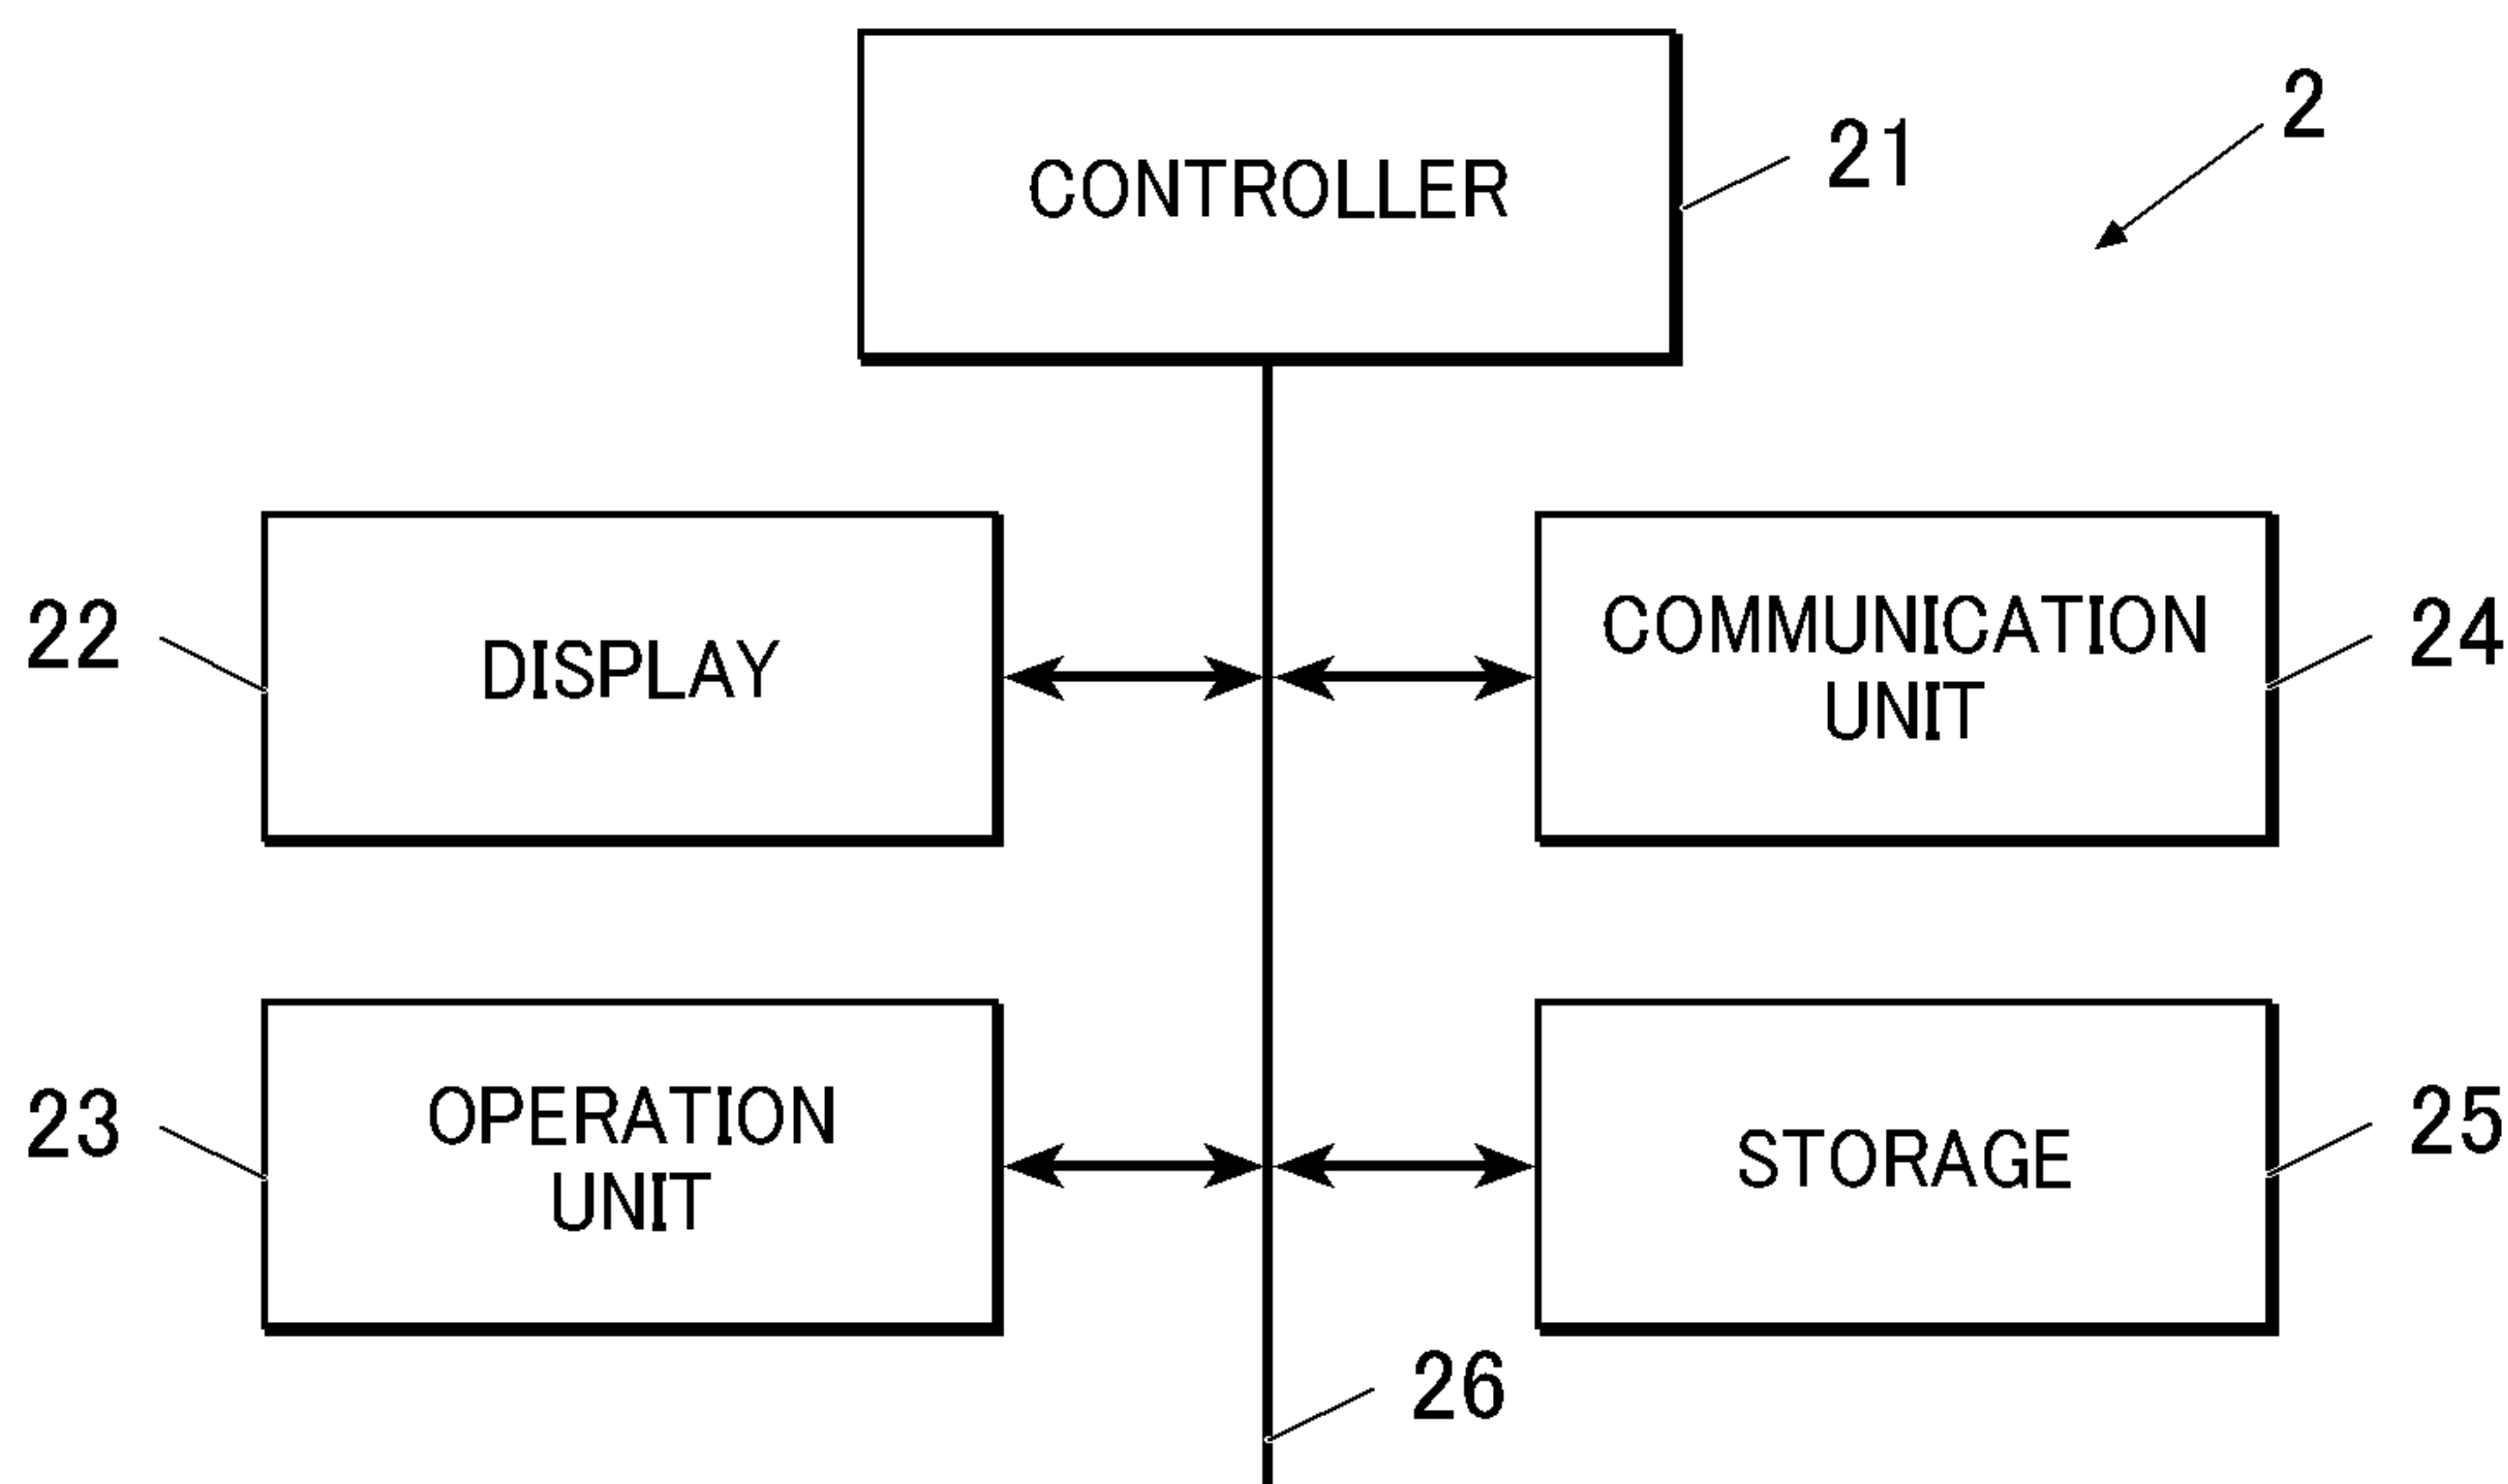 CONTROLLER
21
2
22
DISPLAY
COMMUNICATION
UNIT
24
23
OPERATION
UNIT
STORAGE
25
26